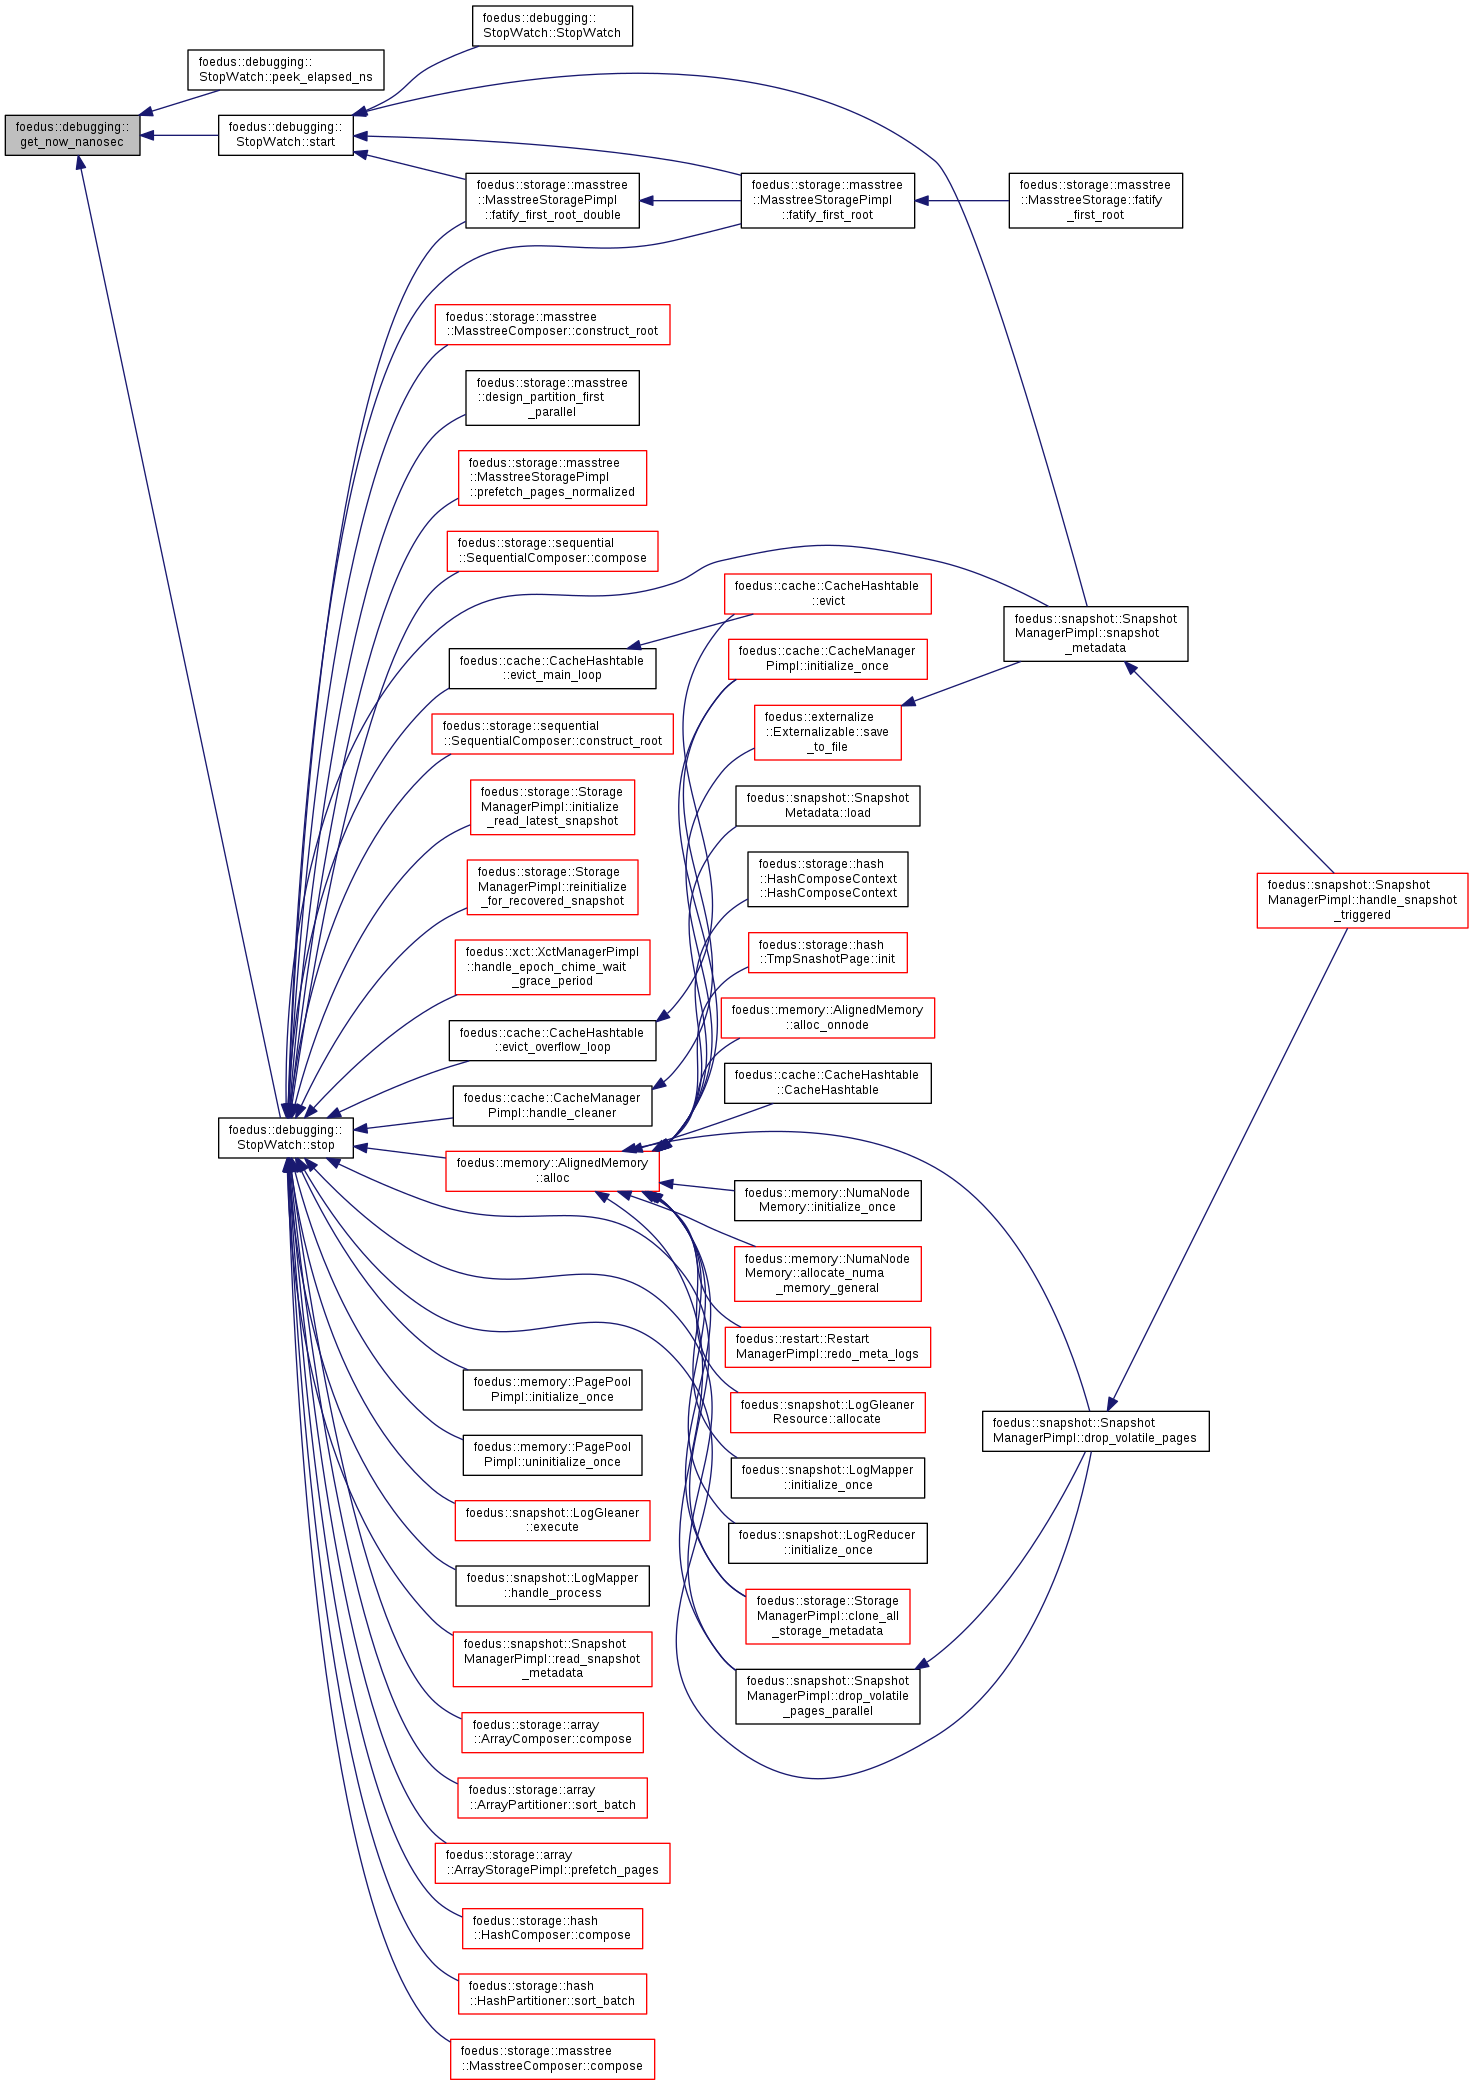 foedus::debugging::
StopWatch::StopWatch
foedus::debugging::
StopWatch::peek_elapsed_ns
foedus::debugging::
get_now_nanosec
foedus::debugging::
StopWatch::start
foedus::storage::masstree
::MasstreeStoragePimpl
::fatify_first_root_double
foedus::storage::masstree
::MasstreeStoragePimpl
::fatify_first_root
foedus::storage::masstree
::MasstreeStorage::fatify
_first_root
foedus::storage::masstree
::MasstreeComposer::construct_root
foedus::storage::masstree
::design_partition_first
_parallel
foedus::storage::masstree
::MasstreeStoragePimpl
::prefetch_pages_normalized
foedus::storage::sequential
::SequentialComposer::compose
foedus::cache::CacheHashtable
::evict
foedus::snapshot::Snapshot
ManagerPimpl::snapshot
_metadata
foedus::cache::CacheHashtable
::evict_main_loop
foedus::cache::CacheManager
Pimpl::initialize_once
foedus::storage::sequential
::SequentialComposer::construct_root
foedus::externalize
::Externalizable::save
_to_file
foedus::storage::Storage
ManagerPimpl::initialize
_read_latest_snapshot
foedus::snapshot::Snapshot
Metadata::load
foedus::storage::Storage
ManagerPimpl::reinitialize
_for_recovered_snapshot
foedus::storage::hash
::HashComposeContext
::HashComposeContext
foedus::snapshot::Snapshot
ManagerPimpl::handle_snapshot
_triggered
foedus::xct::XctManagerPimpl
::handle_epoch_chime_wait
_grace_period
foedus::storage::hash
::TmpSnashotPage::init
foedus::cache::CacheHashtable
::evict_overflow_loop
foedus::memory::AlignedMemory
::alloc_onnode
foedus::cache::CacheManager
Pimpl::handle_cleaner
foedus::cache::CacheHashtable
::CacheHashtable
foedus::debugging::
StopWatch::stop
foedus::memory::AlignedMemory
::alloc
foedus::memory::NumaNode
Memory::initialize_once
foedus::memory::NumaNode
Memory::allocate_numa
_memory_general
foedus::restart::Restart
ManagerPimpl::redo_meta_logs
foedus::memory::PagePool
Pimpl::initialize_once
foedus::snapshot::LogGleaner
Resource::allocate
foedus::snapshot::Snapshot
ManagerPimpl::drop_volatile_pages
foedus::memory::PagePool
Pimpl::uninitialize_once
foedus::snapshot::LogMapper
::initialize_once
foedus::snapshot::LogGleaner
::execute
foedus::snapshot::LogReducer
::initialize_once
foedus::snapshot::LogMapper
::handle_process
foedus::storage::Storage
ManagerPimpl::clone_all
_storage_metadata
foedus::snapshot::Snapshot
ManagerPimpl::read_snapshot
_metadata
foedus::snapshot::Snapshot
ManagerPimpl::drop_volatile
_pages_parallel
foedus::storage::array
::ArrayComposer::compose
foedus::storage::array
::ArrayPartitioner::sort_batch
foedus::storage::array
::ArrayStoragePimpl::prefetch_pages
foedus::storage::hash
::HashComposer::compose
foedus::storage::hash
::HashPartitioner::sort_batch
foedus::storage::masstree
::MasstreeComposer::compose